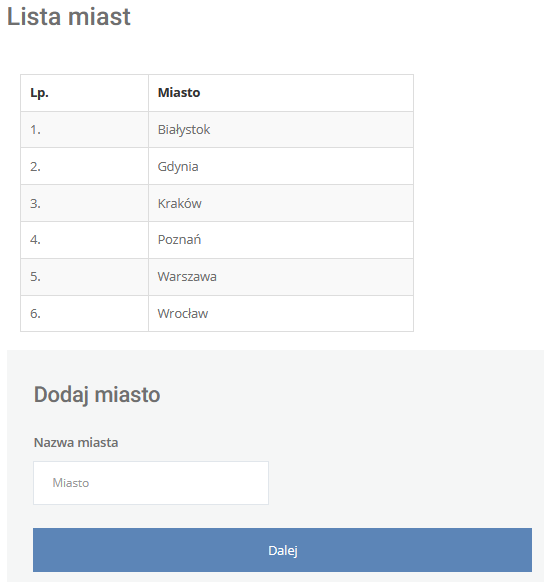 Lista miast
Lp. Miasto
1. Białystok
2. Gdynia
3. Kraków
4. Poznań
5. Warszawa
6. Wrocław
Dodaj miasto
Nazwa miasta
Miasto
Dalej